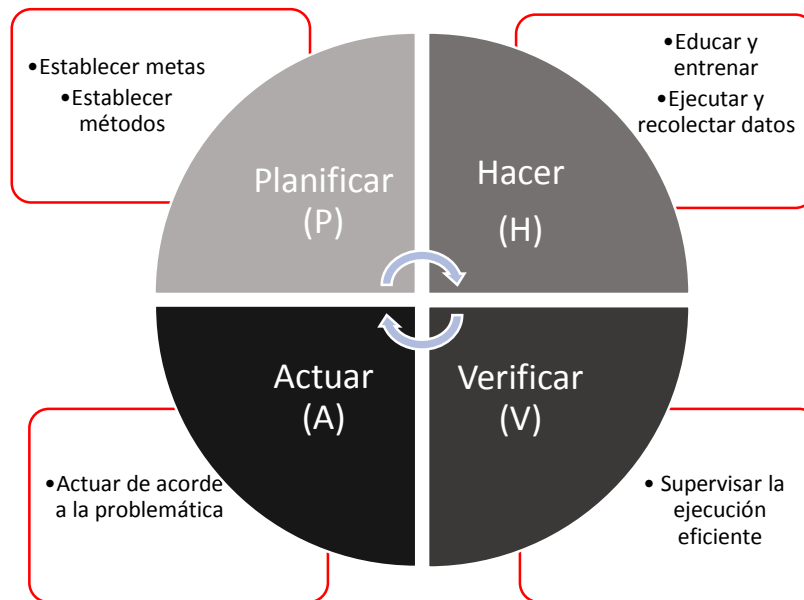 •Establecer metas
•Establecer
métodos
Planificar
(P)
•Educar y
entrenar
•Ejecutar y
recolectar datos
Hacer
(H)
•Actuar de acorde
a la problemática
Actuar
(A)
Verificar
(V)
• Supervisar la
ejecución
eficiente